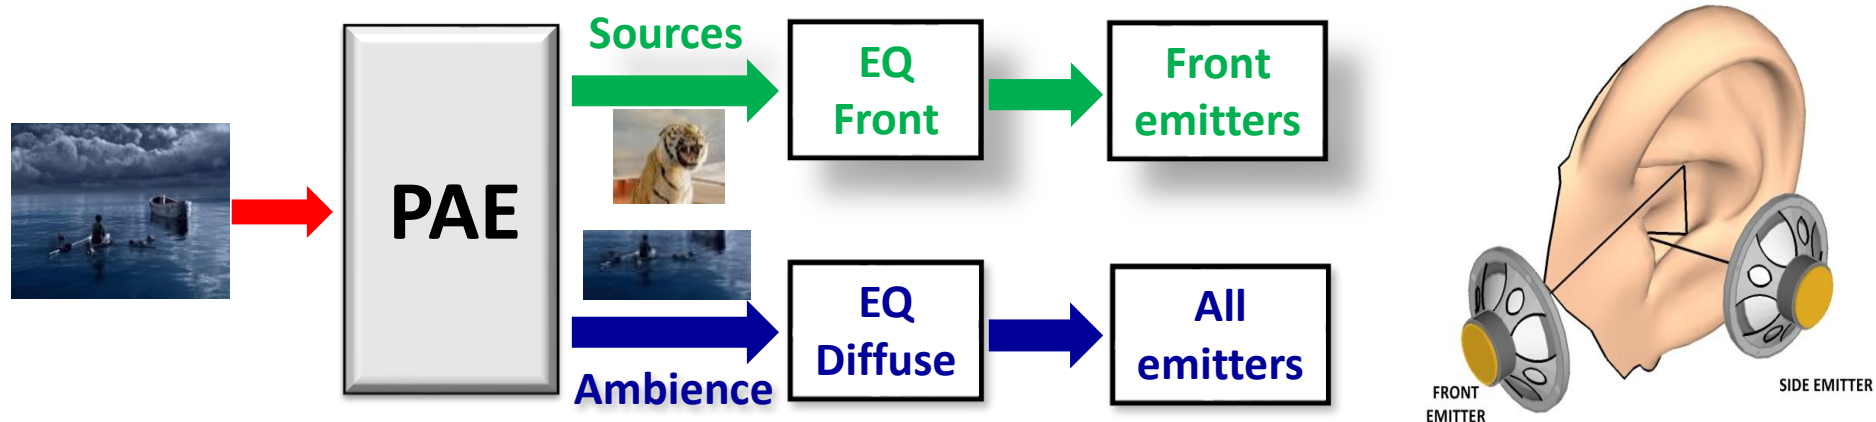 PAE
Sources
EQ
Front
Front
emitters
Ambience
EQ
Diffuse
All
emitters
FRONT
EMITTER
SIDE EMITTER